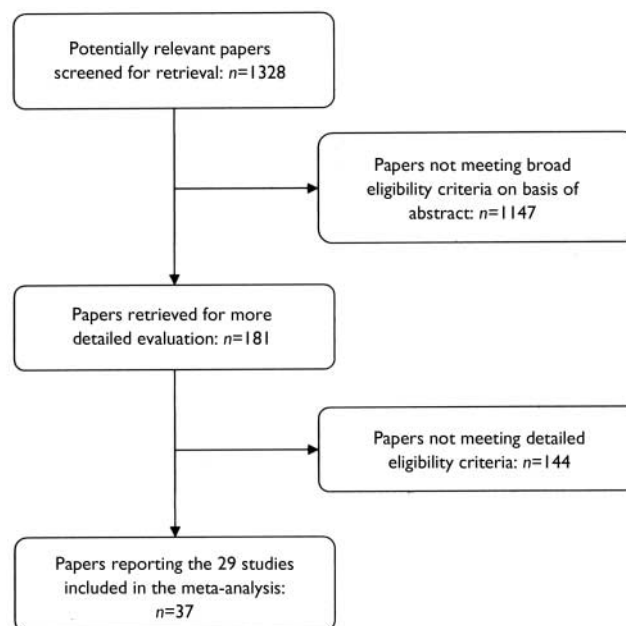 Potentially relevant papers
screened for retrieval: n=1328
Papers not meeting broad
eligibility criteria on basis of
abstract: n=1147
Papers retrieved for more
detailed evaluation: n=181
Papers not meeting detailed
eligibility criteria: n=144
Papers reporting the 29 studies
included in the meta-analysis:
n=37